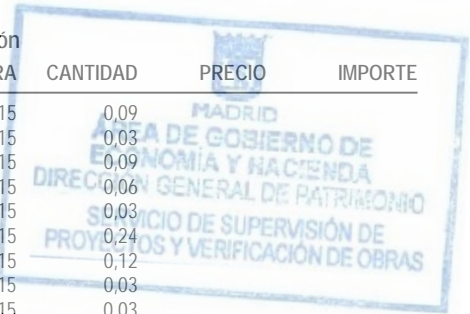 ón
RA CANTIDAD PRECIO IMPORTE
15 0,09
15 0,03
15 0,09
15 0,06
15 0,03
15 0,24
15 0,12
15 0,03
15 0,03
MADRID
ÁREA DE GOBIERNO DE
ECONOMÍA Y HACIENDA
DIRECCIÓN GENERAL DE PATRIMONIO
SERVICIO DE SUPERVISIÓN DE
PROYECTOS Y VERIFICACIÓN DE OBRAS